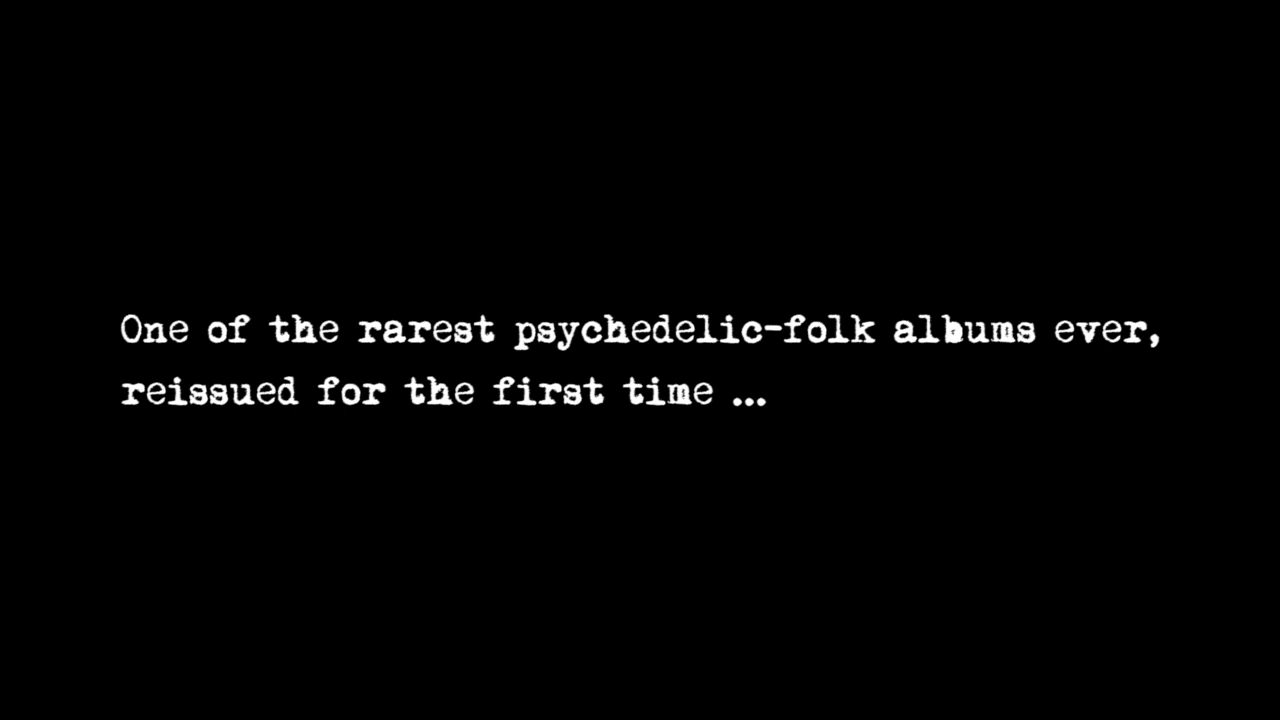 One of the rarest psychedelic-folk albums ever,
reissued for the first time ...